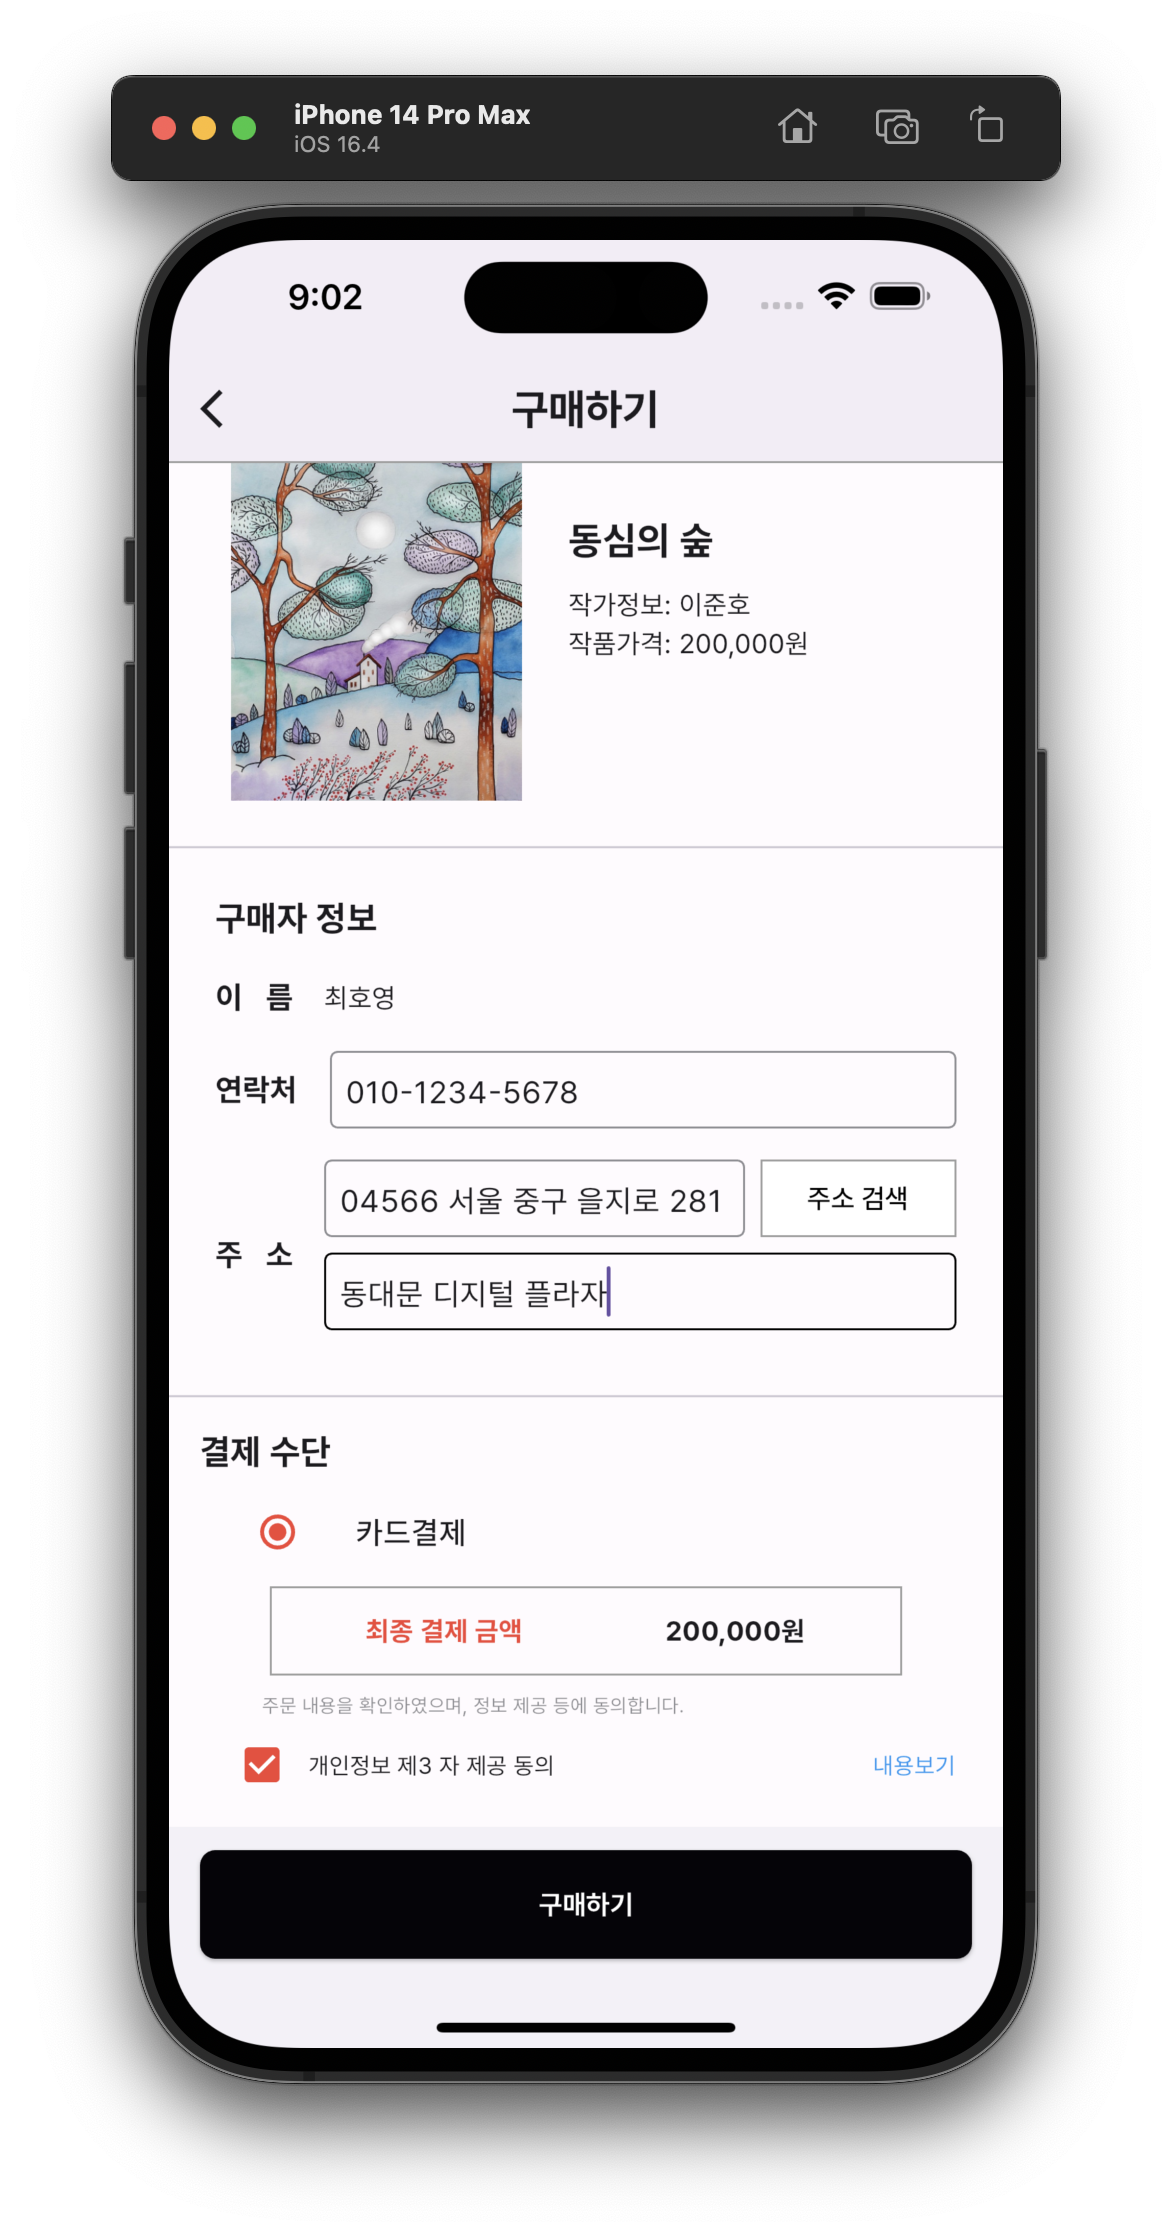 iPhone 14 Pro Max
iOS 16.4
9:02
구매하기
동심의 숲
작가정보: 이준호
작품가격: 200,000원
구매자 정보
이 름 최호영
연락처 010-1234-5678
04566 서울 중구 을지로 281 주소 검색
주 소
동대문 디지털 플라자
결제 수단
카드결제
최종 결제 금액 200,000원
주문 내용을 확인하였으며, 정보 제공 등에 동의합니다.
개인정보 제3 자 제공 동의 내용보기
구매하기